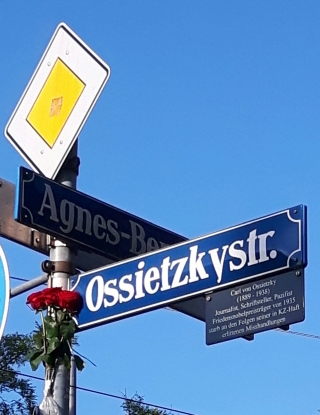 Agnes-Be
Ossietzkystr.
Carl von Ossietzky
(1889 - 1938)
Journalist, Schriftsteller, Pazifist
Friedensnobelpreisträger von 1935
starb an den Folgen seiner in KZ-Haft
erlittenen Misshandlungen